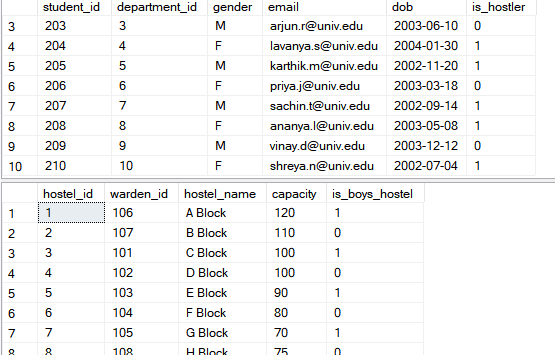 student_id department_id gender email dob is_hostler
3 203 3 M arjun.r@univ.edu 2003-06-10 0
4 204 4 F lavanya.s@univ.edu 2004-01-30 1
5 205 5 M karthik.m@univ.edu 2002-11-20 1
6 206 6 F priya.j@univ.edu 2003-03-18 0
7 207 7 M sachin.t@univ.edu 2002-09-14 1
8 208 8 F ananya.l@univ.edu 2003-05-08 1
9 209 9 M vinay.d@univ.edu 2003-12-12 0
10 210 10 F shreya.n@univ.edu 2002-07-04 1
hostel_id warden_id hostel_name capacity is_boys_hostel
1 1 106 A Block 120 1
2 2 107 B Block 110 0
3 3 101 C Block 100 1
4 4 102 D Block 100 0
5 5 103 E Block 90 1
6 6 104 F Block 80 0
7 7 105 G Block 70 1
8 8 108 H Block 75 0